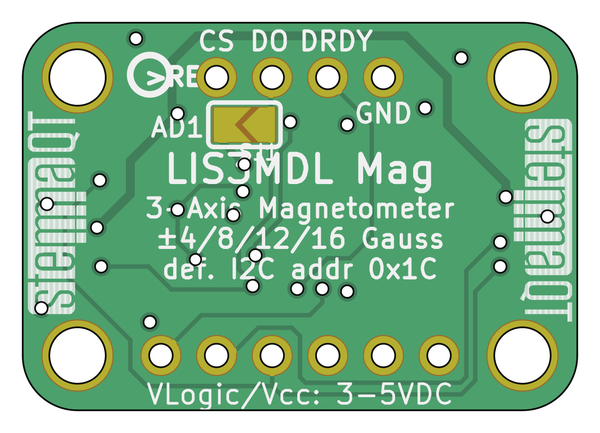 CS DO DRDY
RE
GND
AD1
LIS3MDL Mag
3-Axis Magnetometer
±4/8/12/16 Gauss
def. I2C addr 0x1C
VLogic/Vcc: 3-5VDC
stemmaQT
stemmaQT